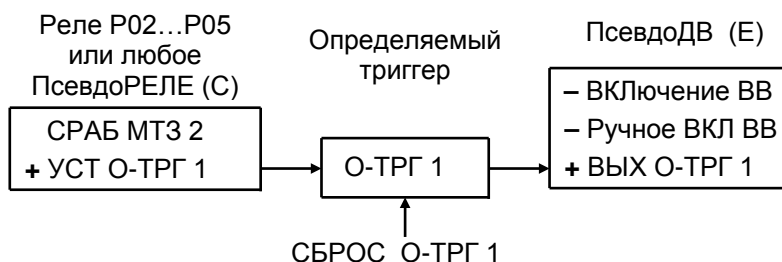 Реле Р02...Р05
или любое
ПсевдоРЕЛЕ (С)
СРАБ МТЗ 2
+ УСТ О-ТРГ 1
Определяемый
триггер
О-ТРГ 1
СБРОС О-ТРГ 1
ПсевдоДВ (Е)
– ВКЛючение ВВ
– Ручное ВКЛ ВВ
+ ВЫХ О-ТРГ 1